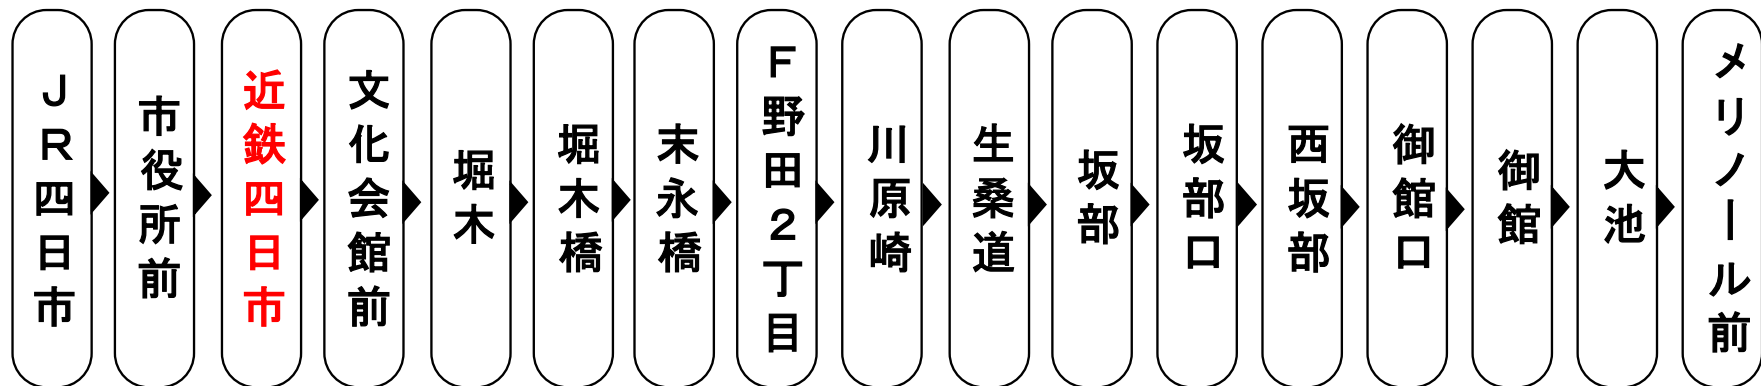 ＪＲ四日市
市役所前
近鉄四日市
文化会館前
堀木
堀木橋
末永橋
Ｆ野田２丁目
川原崎
生桑道
坂部
坂部口
西坂部
御館口
御館
大池
メリノール前